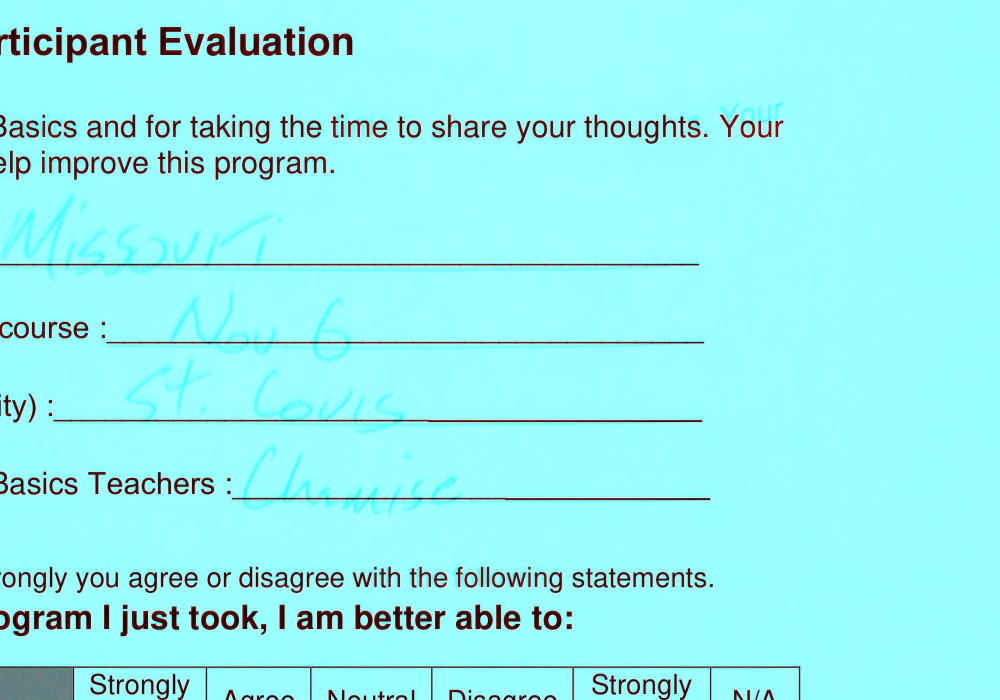 rticipant Evaluation
Basics and for taking the time to share your thoughts. Your
elp improve this program.
Missouri
course : Nov 6
ity) : St. Louis
Basics Teachers : Chamise
rongly you agree or disagree with the following statements.
ogram I just took, I am better able to:
Strongly Agree Neutral Disagree Strongly N/A